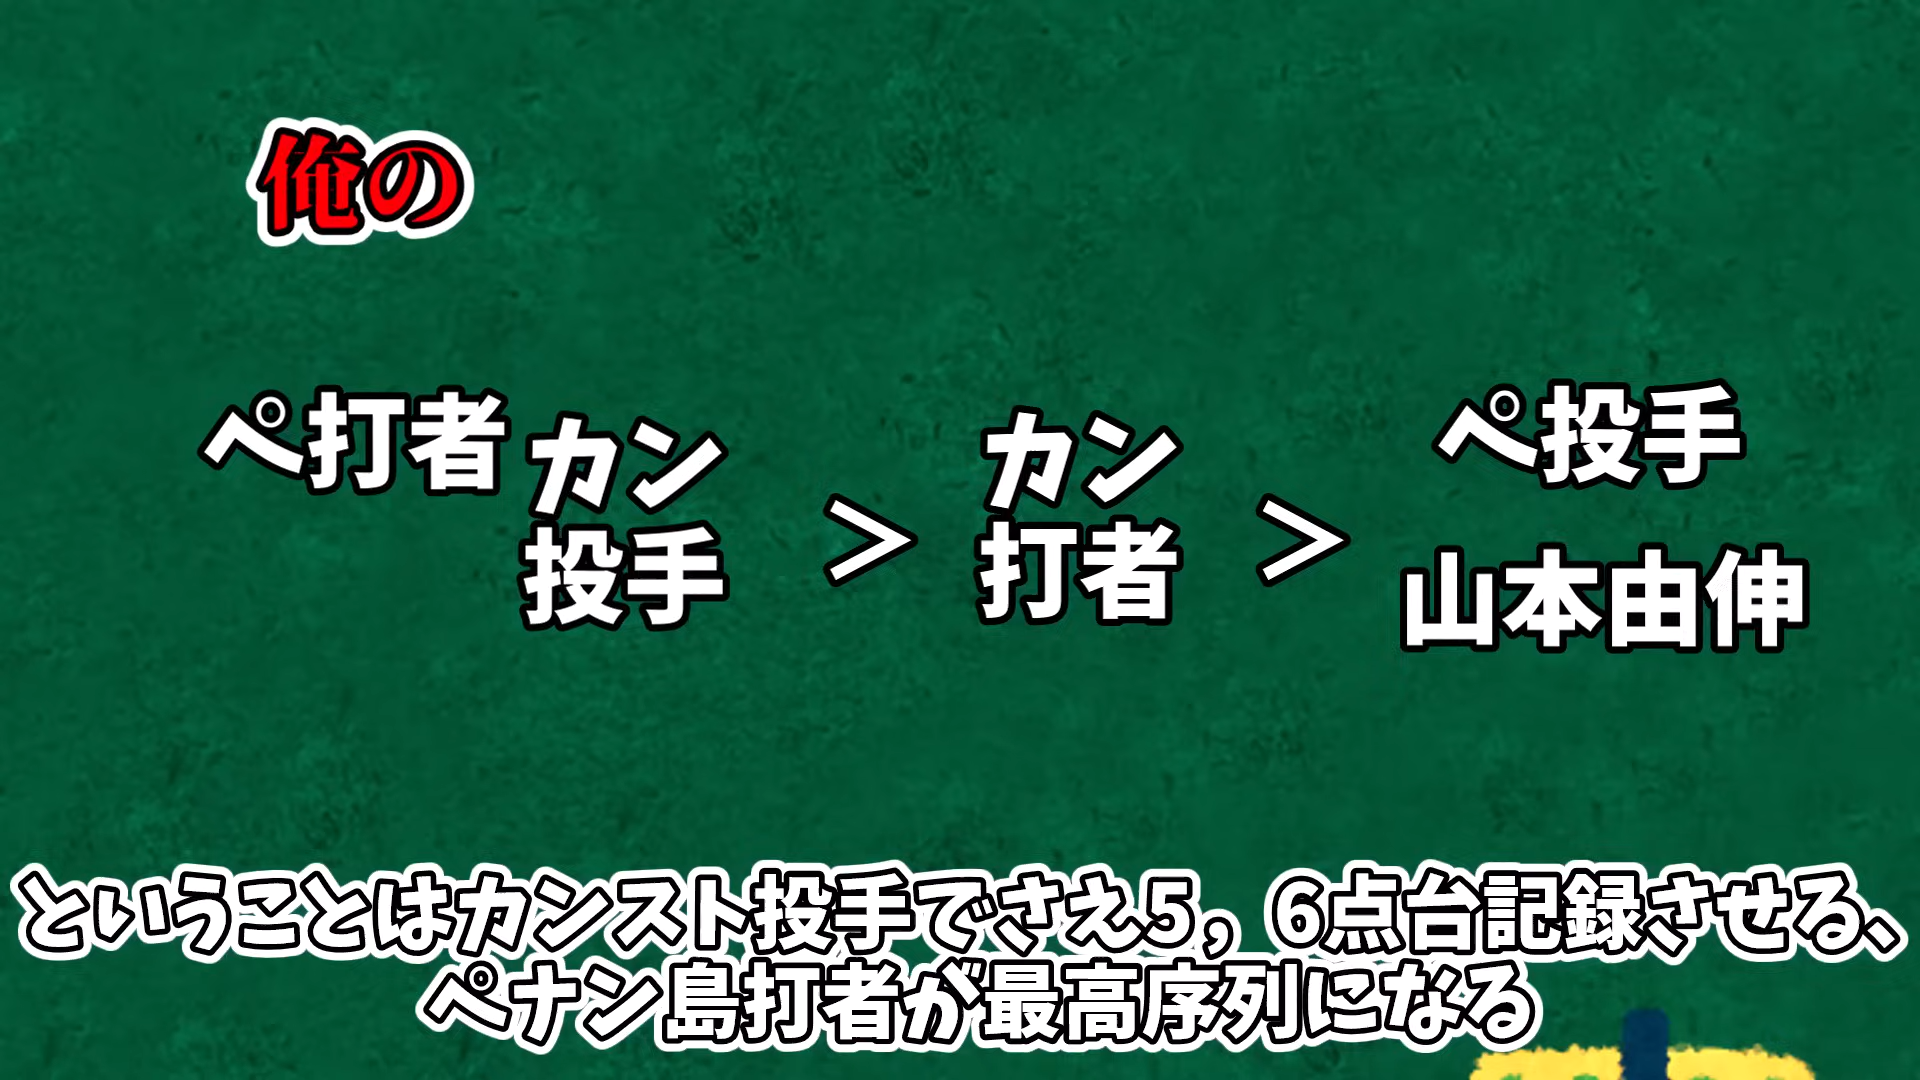 俺の
ペ打者
カン
投手
＞
カン
打者
＞
ペ投手
山本由伸
ということはカンスト投手でさえ5，6点台記録させる、
ペナン島打者が最高序列になる